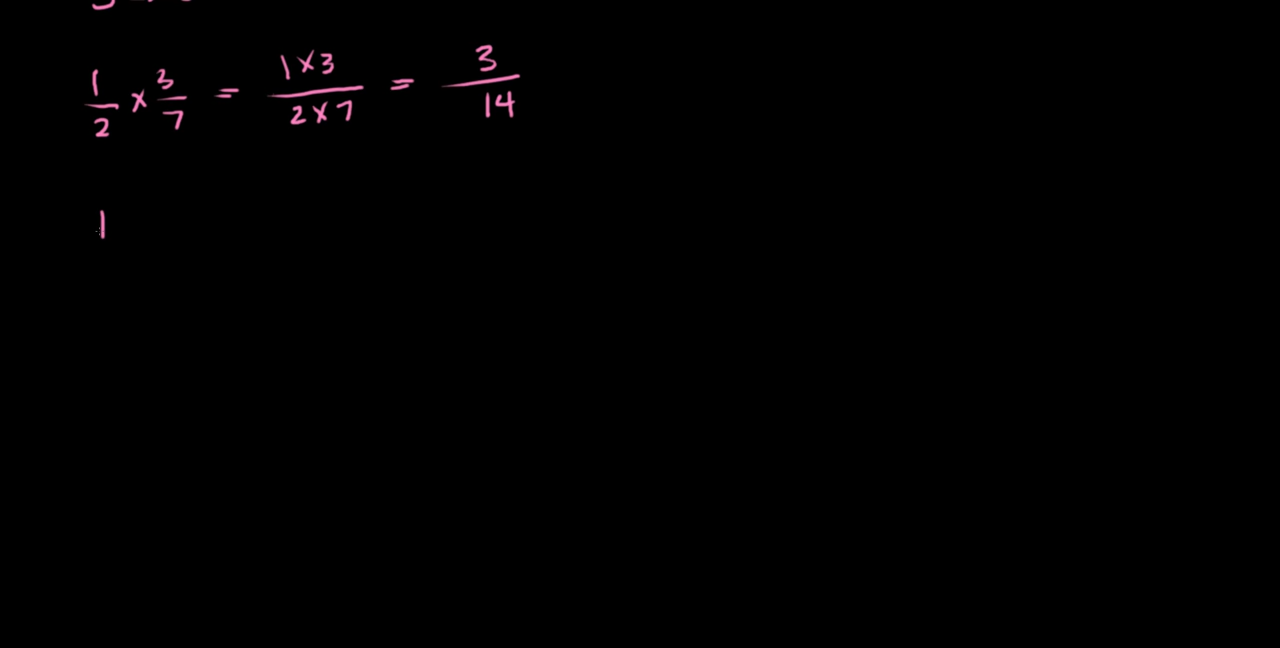 1/2 × 3/7 = 1×3/2×7 = 3/14
1